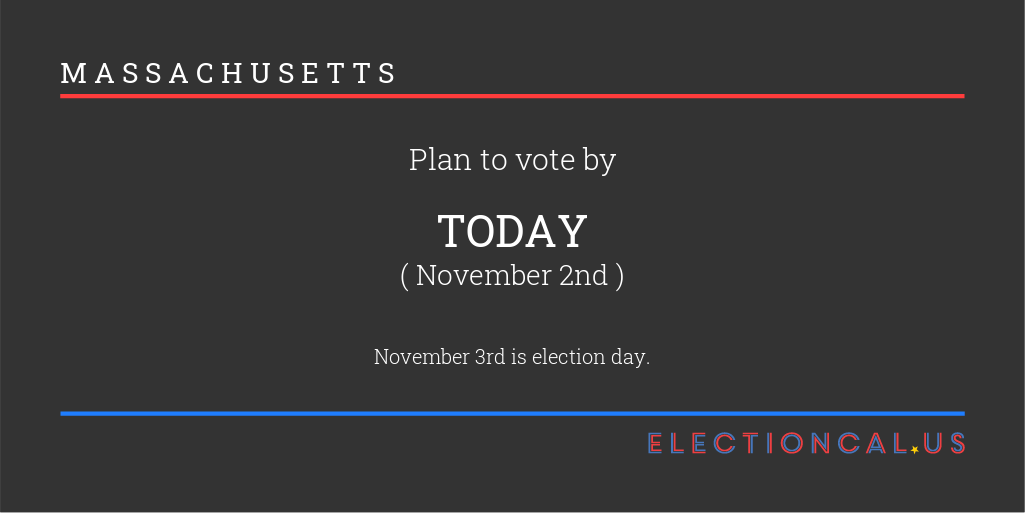 MASSACHUSETTS
Plan to vote by
TODAY
( November 2nd )
November 3rd is election day.
ELECTIONCAL.US